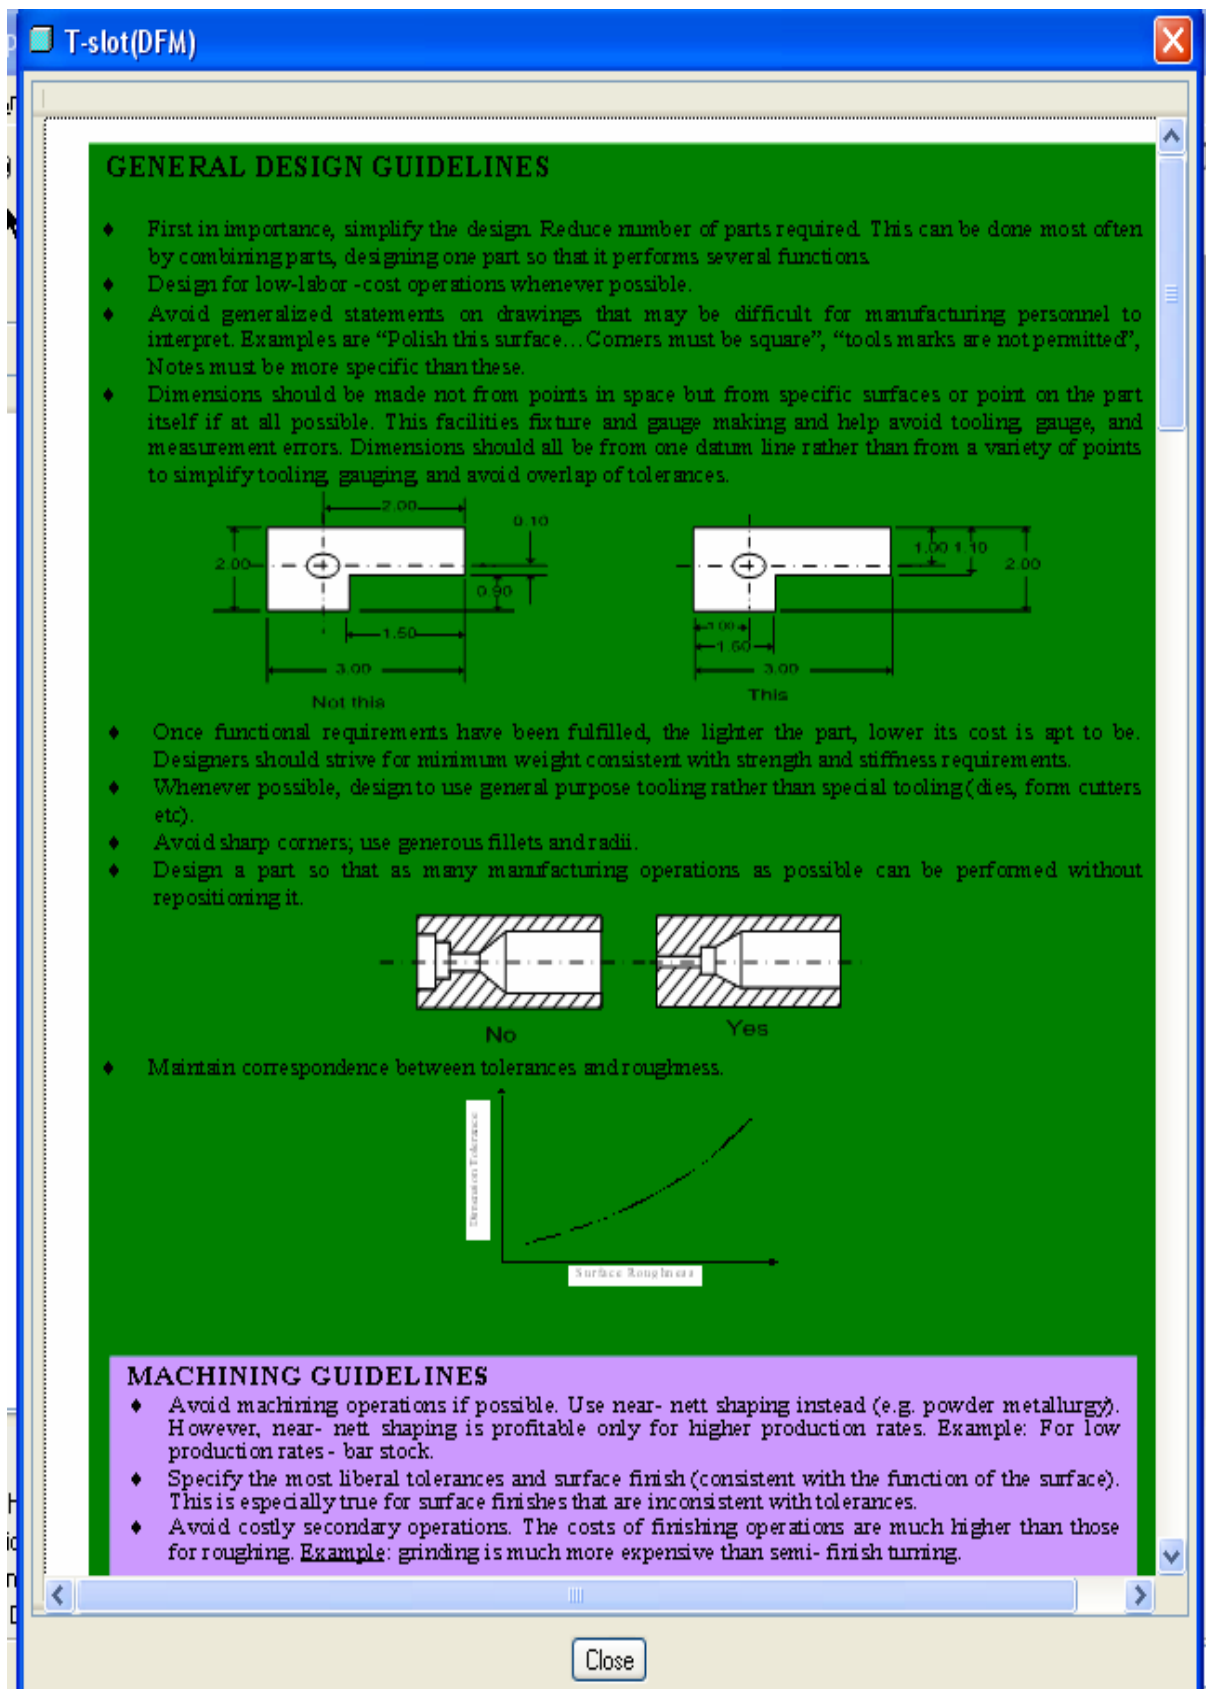 T-slot(DFM)
GENERAL DESIGN GUIDELINES
♦ First in importance, simplify the design. Reduce number of parts required. This can be done most often
by combining parts, designing one part so that it performs several functions.
♦ Design for low-labor -cost operations whenever possible.
♦ Avoid generalized statements on drawings that may be difficult for manufacturing personnel to
interpret. Examples are “Polish this surface…Corners must be square”, “tools marks are not permitted”,
Notes must be more specific than these.
♦ Dimensions should be made not from points in space but from specific surfaces or point on the part
itself if at all possible. This facilities fixture and gauge making and help avoid tooling, gauge, and
measurement errors. Dimensions should all be from one datum line rather than from a variety of points
to simplify tooling, gauging, and avoid overlap of tolerances.
2.00
0.10
2.00
0.90
1.50
3.00
Not this
1.00 1.10
2.00
1.00
1.50
3.00
This
♦ Once functional requirements have been fulfilled, the lighter the part, lower its cost is apt to be.
Designers should strive for minimum weight consistent with strength and stiffness requirements.
♦ Whenever possible, design to use general purpose tooling rather than special tooling (dies, form cutters
etc).
♦ Avoid sharp corners; use generous fillets and radii.
♦ Design a part so that as many manufacturing operations as possible can be performed without
repositioning it.
No
Yes
♦ Maintain correspondence between tolerances and roughness.
Dimension Tolerance
Surface Roughness
MACHINING GUIDELINES
♦ Avoid machining operations if possible. Use near- nett shaping instead (e.g. powder metallurgy).
However, near- nett shaping is profitable only for higher production rates. Example: For low
production rates - bar stock.
♦ Specify the most liberal tolerances and surface finish (consistent with the function of the surface).
This is especially true for surface finishes that are inconsistent with tolerances.
♦ Avoid costly secondary operations. The costs of finishing operations are much higher than those
for roughing. Example: grinding is much more expensive than semi- finish turning.
Close